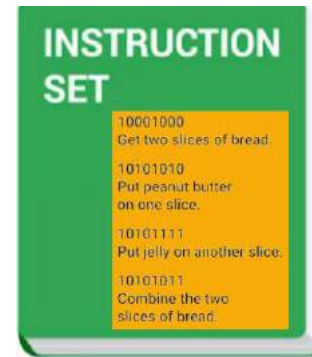 INSTRUCTION
SET
10001000
Get two slices of bread.
10101010
Put peanut butter
on one slice.
10101111
Put jelly on another slice.
10101011
Combine the two
slices of bread.